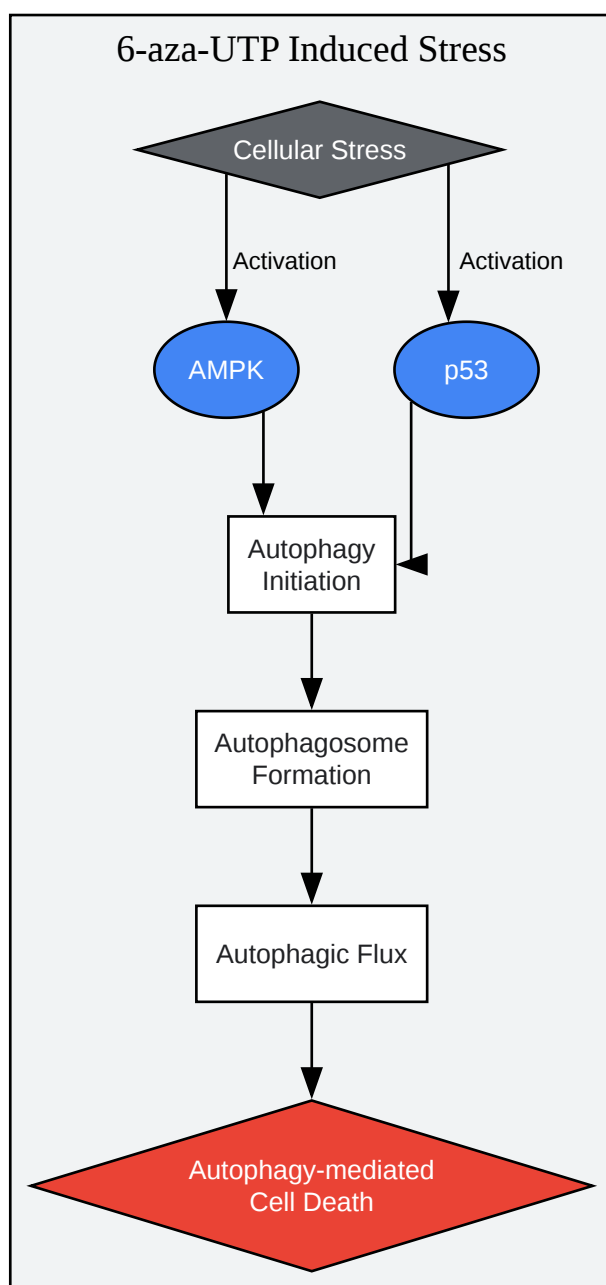 6-aza-UTP Induced Stress
Cellular Stress
Activation
Activation
AMPK
p53
Autophagy
Initiation
Autophagosome
Formation
Autophagic Flux
Autophagy-mediated
Cell Death